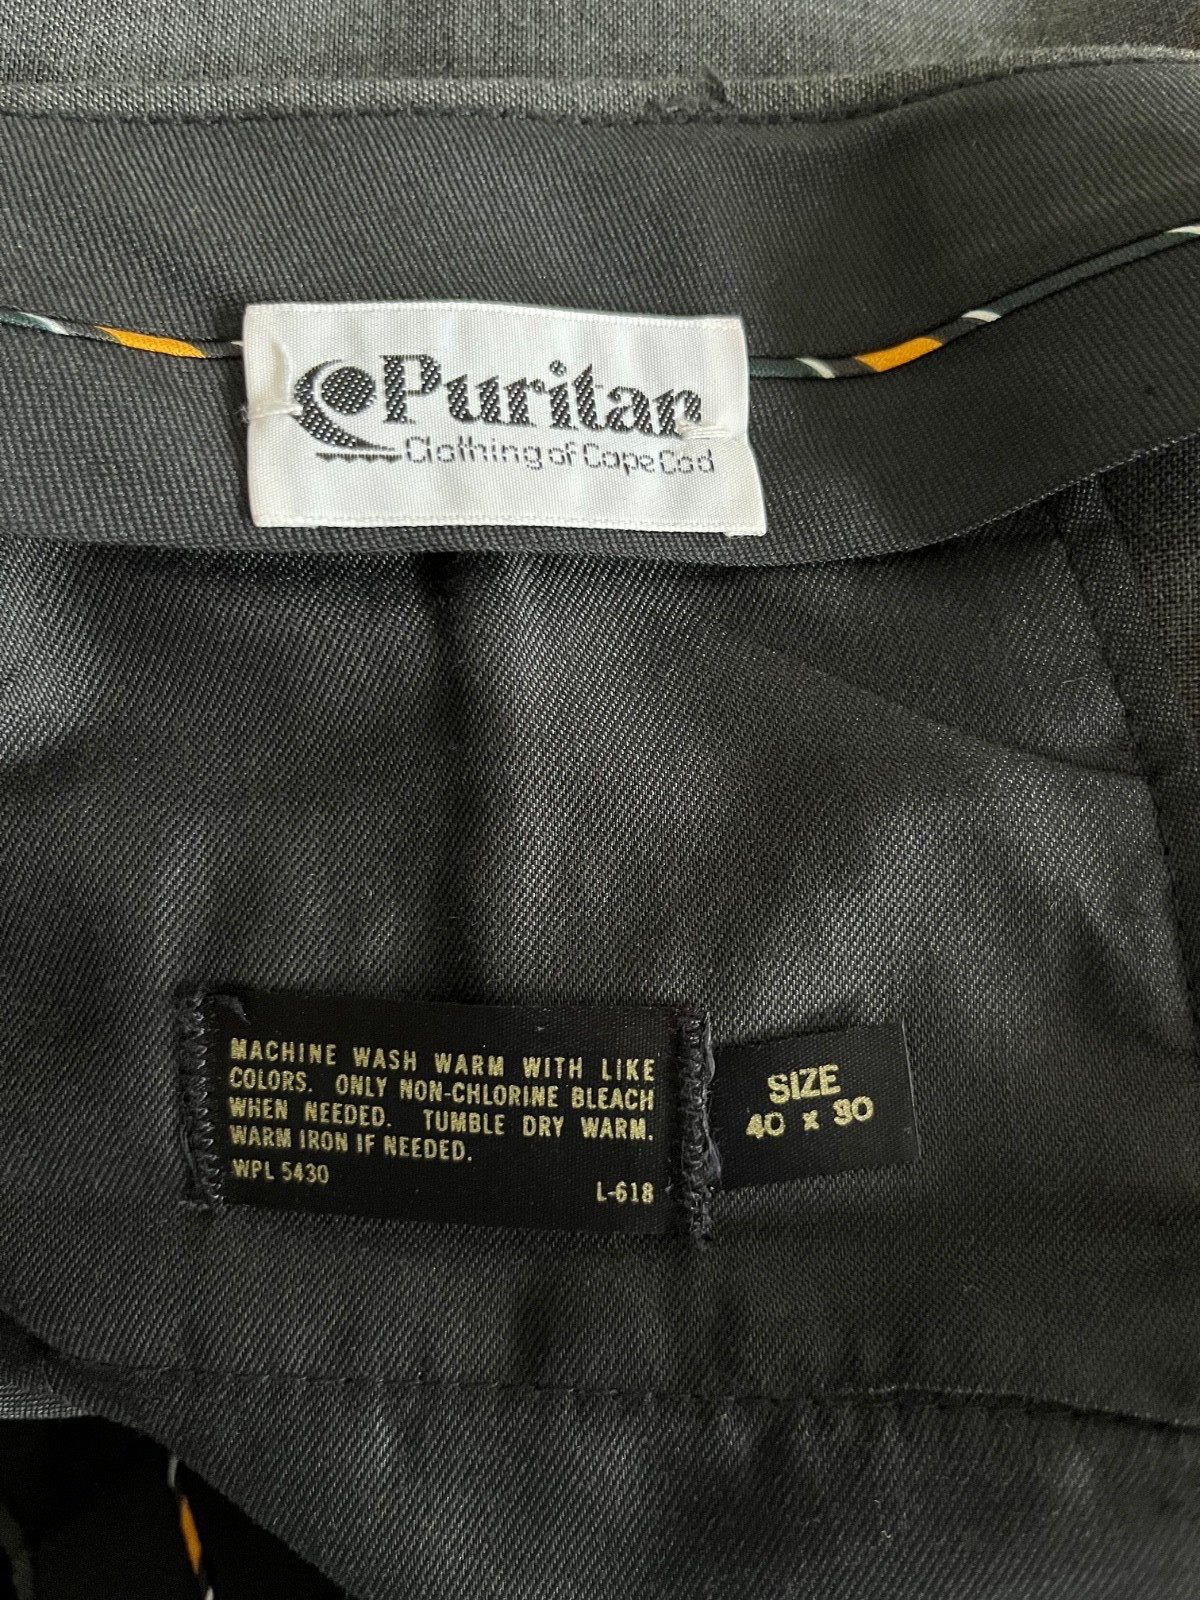 Puritan
Clothing of Cape Cod
MACHINE WASH WARM WITH LIKE
COLORS. ONLY NON-CHLORINE BLEACH
WHEN NEEDED. TUMBLE DRY WARM.
WARM IRON IF NEEDED.
WPL 5430
L-618
SIZE
40 x 30